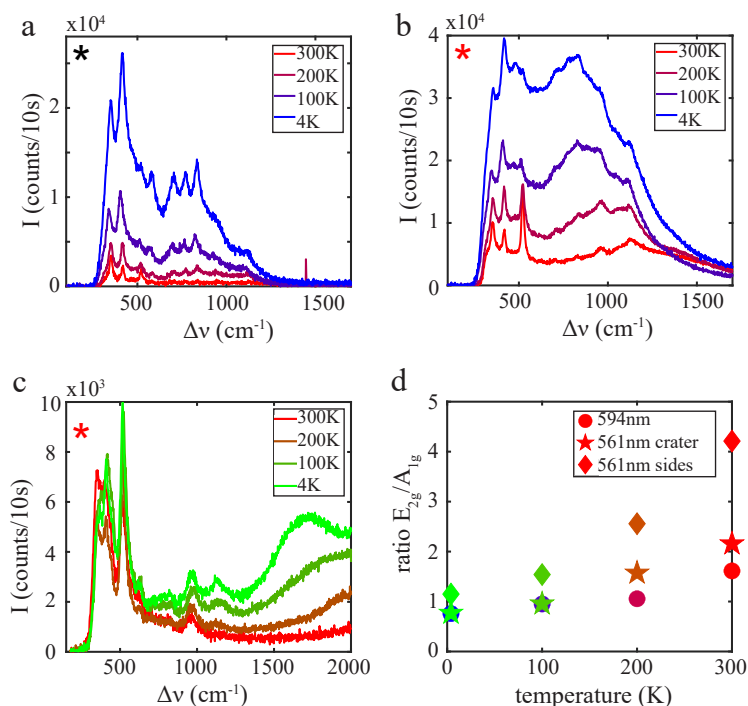 a
x10⁴
*
300K
200K
100K
4K
2
1
0
I (counts/10s)
500
1000
1500
Δν (cm⁻¹)
b
x10⁴
*
300K
200K
100K
4K
4
3
2
1
0
I (counts/10s)
500
1000
1500
Δν (cm⁻¹)
c
x10³
*
300K
200K
100K
4K
10
8
6
4
2
0
I (counts/10s)
500
1000
1500
2000
Δν (cm⁻¹)
d
594nm
561nm crater
561nm sides
5
4
3
2
1
0
ratio E₂g/A₁g
0
100
200
300
temperature (K)